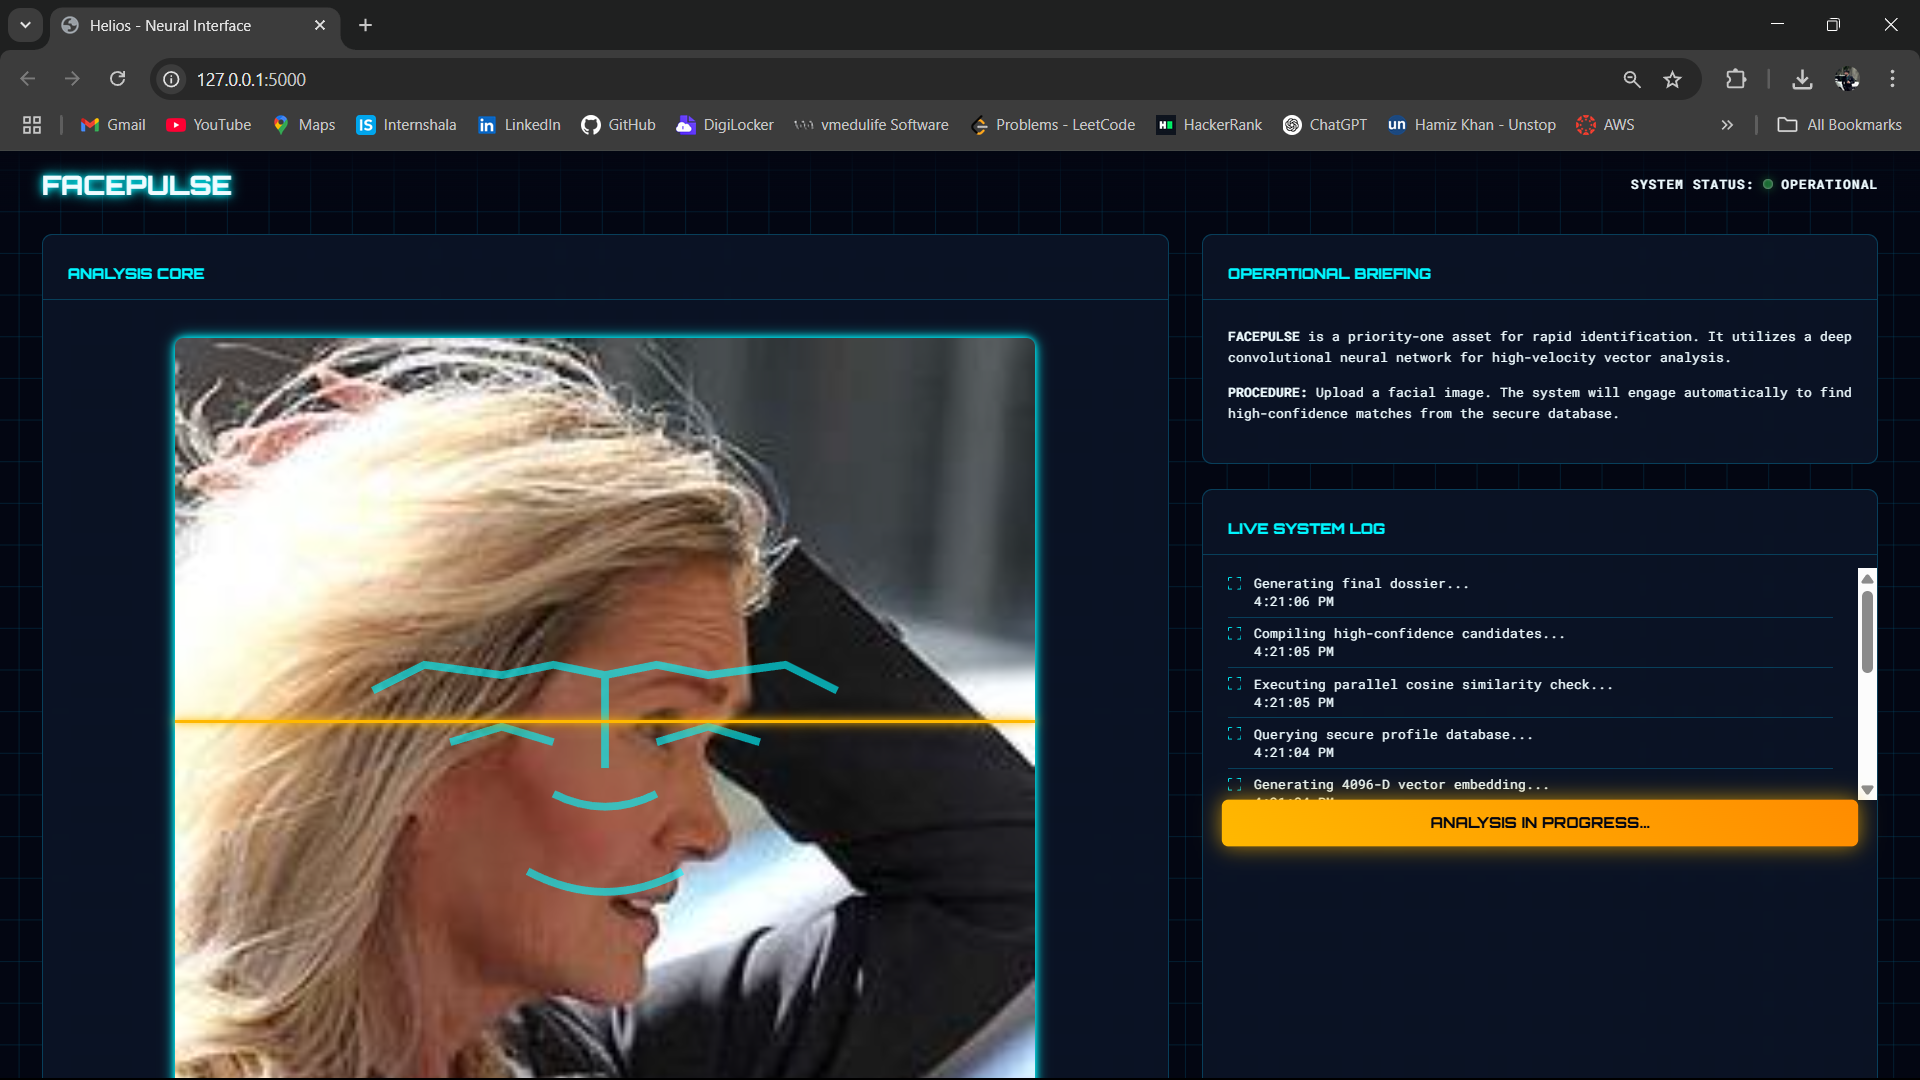 Helios - Neural Interface
127.0.0.1:5000
Gmail
YouTube
Maps
IS Internshala
in LinkedIn
GitHub
DigiLocker
vmedulife Software
Problems - LeetCode
HackerRank
ChatGPT
un Hamiz Khan - Unstop
AWS
All Bookmarks
FACEPULSE
SYSTEM STATUS: OPERATIONAL
ANALYSIS CORE
OPERATIONAL BRIEFING
FACEPULSE is a priority-one asset for rapid identification. It utilizes a deep
convolutional neural network for high-velocity vector analysis.
PROCEDURE: Upload a facial image. The system will engage automatically to find
high-confidence matches from the secure database.
LIVE SYSTEM LOG
Generating final dossier...
4:21:06 PM
Compiling high-confidence candidates...
4:21:05 PM
Executing parallel cosine similarity check...
4:21:05 PM
Querying secure profile database...
4:21:04 PM
Generating 4096-D vector embedding...
ANALYSIS IN PROGRESS...